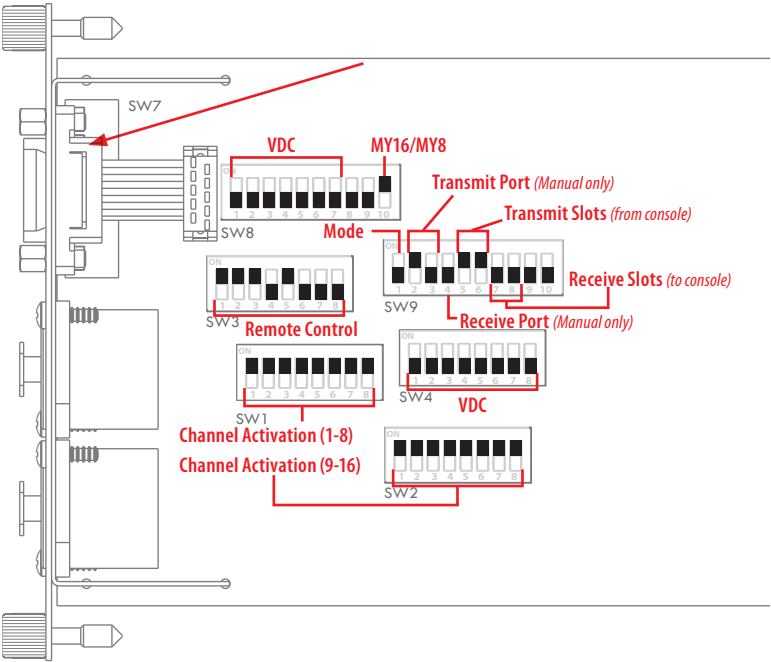 SW7
VDC
MY16/MY8
ON
1 2 3 4 5 6 7 8 9 10
SW8
Transmit Port (Manual only)
Transmit Slots (from console)
Mode
ON
1 2 3 4 5 6 7 8 9 10
SW9
Receive Slots (to console)
Receive Port (Manual only)
ON
1 2 3 4 5 6 7 8
SW3
Remote Control
ON
1 2 3 4 5 6 7 8
SW1
Channel Activation (1-8)
ON
1 2 3 4 5 6 7 8
SW4
VDC
Channel Activation (9-16)
ON
1 2 3 4 5 6 7 8
SW2